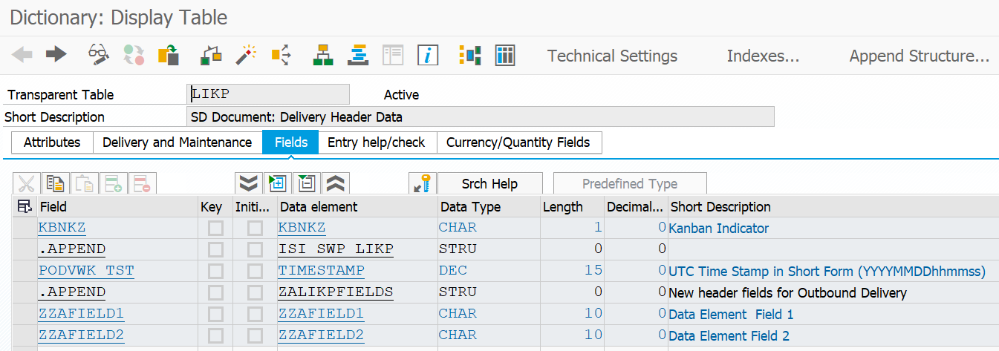 Dictionary: Display Table
Technical Settings Indexes... Append Structure...
Transparent Table LIKP Active
Short Description SD Document: Delivery Header Data
Attributes Delivery and Maintenance Fields Entry help/check Currency/Quantity Fields
Srch Help Predefined Type
Field Key Initi... Data element Data Type Length Decimal... Short Description
KBNKZ KBNKZ CHAR 1 0 Kanban Indicator
.APPEND ISI_SWP_LIKP STRU 0 0
PODVWK_TST TIMESTAMP DEC 15 0 UTC Time Stamp in Short Form (YYYYMMDDhhmmss)
.APPEND ZALIKPFIELDS STRU 0 0 New header fields for Outbound Delivery
ZZAFIELD1 ZZAFIELD1 CHAR 10 0 Data Element Field 1
ZZAFIELD2 ZZAFIELD2 CHAR 10 0 Data Element Field 2